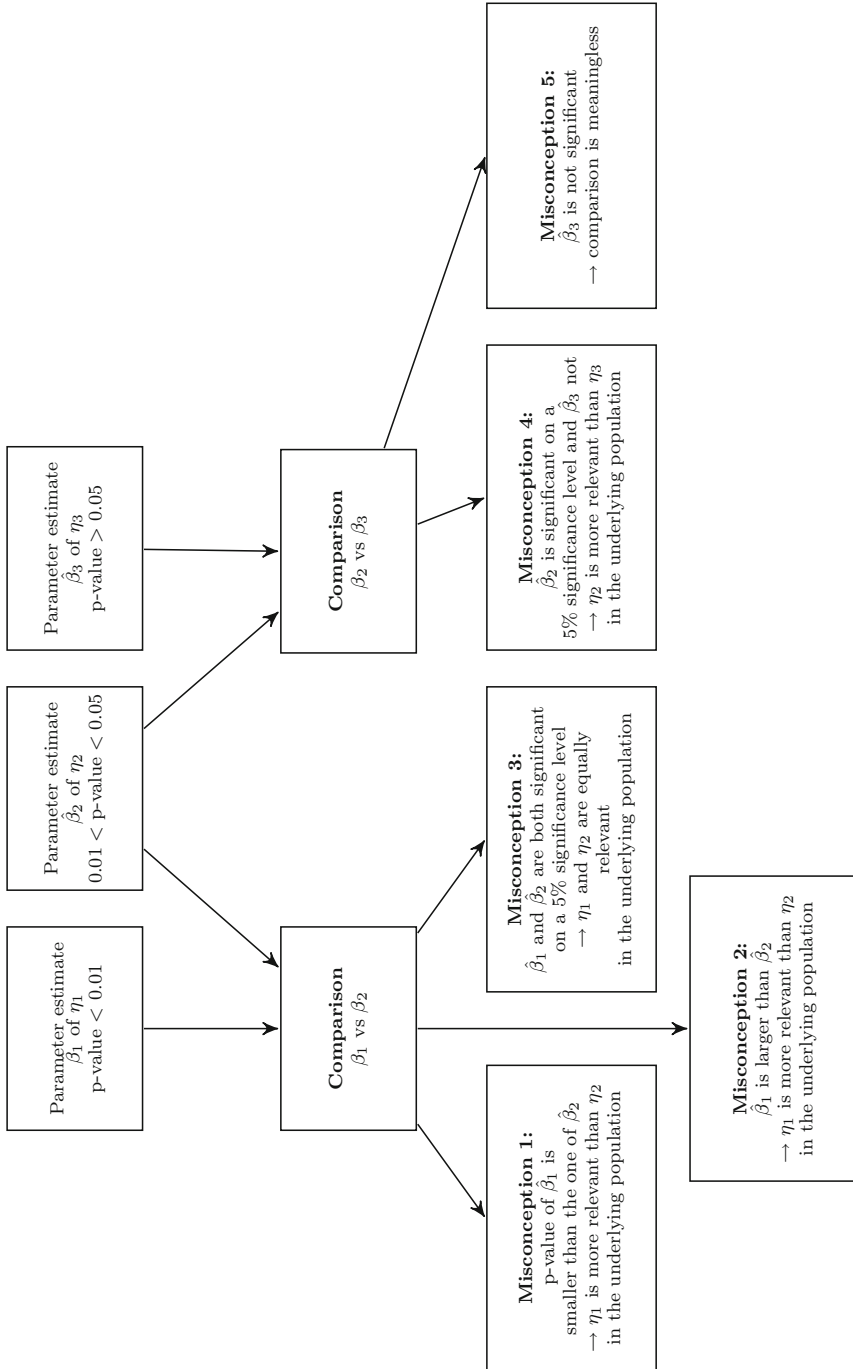 Parameter estimate
β̂₁ of η₁
p-value < 0.01
Parameter estimate
β̂₂ of η₂
0.01 < p-value < 0.05
Parameter estimate
β̂₃ of η₃
p-value > 0.05
Comparison
β₁ vs β₂
Comparison
β₂ vs β₃
Misconception 1:
p-value of β̂₁ is
smaller than the one of β̂₂
→ η₁ is more relevant than η₂
in the underlying population
Misconception 3:
β̂₁ and β̂₂ are both significant
on a 5% significance level
→ η₁ and η₂ are equally
relevant
in the underlying population
Misconception 4:
β̂₂ is significant on a
5% significance level and β̂₃ not
→ η₂ is more relevant than η₃
in the underlying population
Misconception 5:
β̂₃ is not significant
→ comparison is meaningless
Misconception 2:
β̂₁ is larger than β̂₂
→ η₁ is more relevant than η₂
in the underlying population